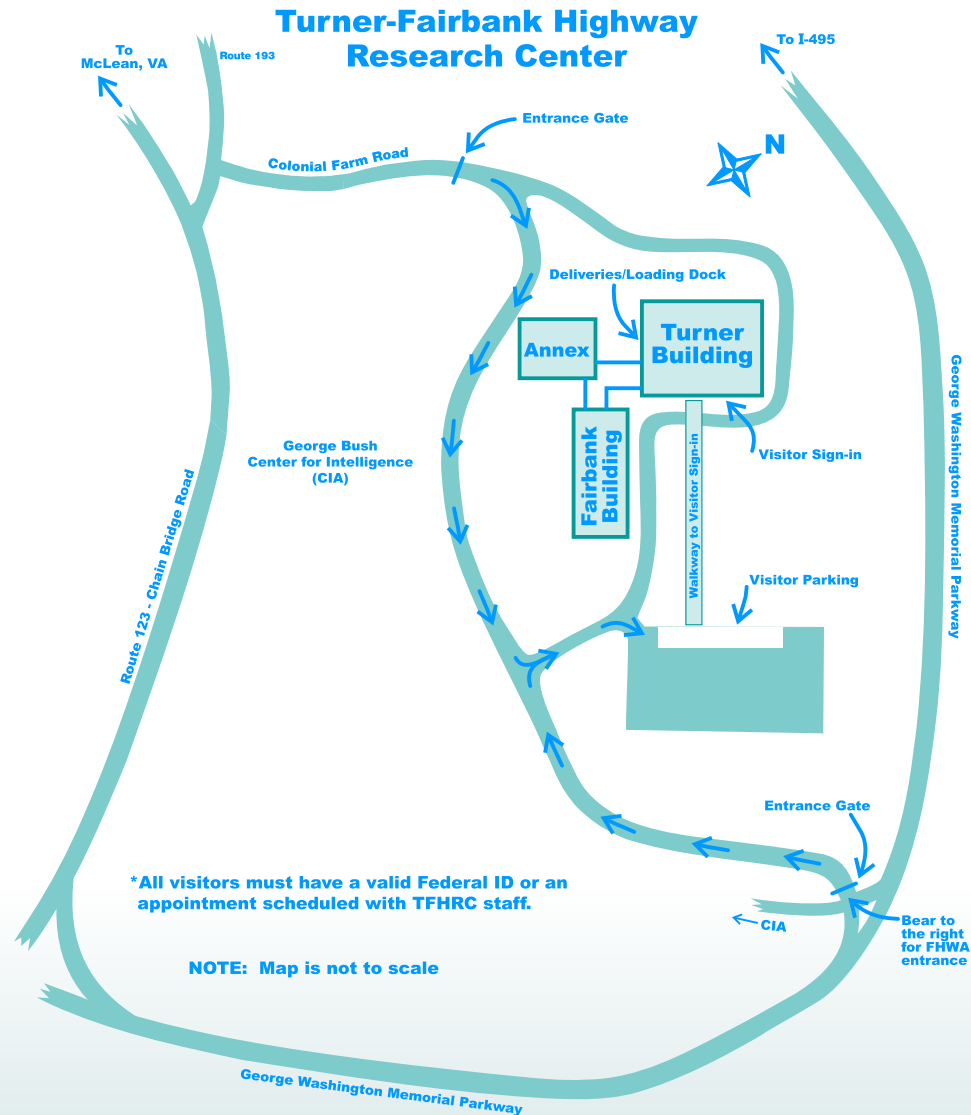 Turner-Fairbank Highway
Research Center
To
McLean, VA
Route 193
To I-495
Entrance Gate
N
Colonial Farm Road
Deliveries/Loading Dock
Turner
Building
Annex
Fairbank
Building
George Bush
Center for Intelligence
(CIA)
Visitor Sign-in
Walkway to Visitor Sign-in
George Washington Memorial Parkway
Route 123 - Chain Bridge Road
Visitor Parking
Entrance Gate
*All visitors must have a valid Federal ID or an
appointment scheduled with TFHRC staff.
CIA
Bear to
the right
for FHWA
entrance
NOTE: Map is not to scale
George Washington Memorial Parkway